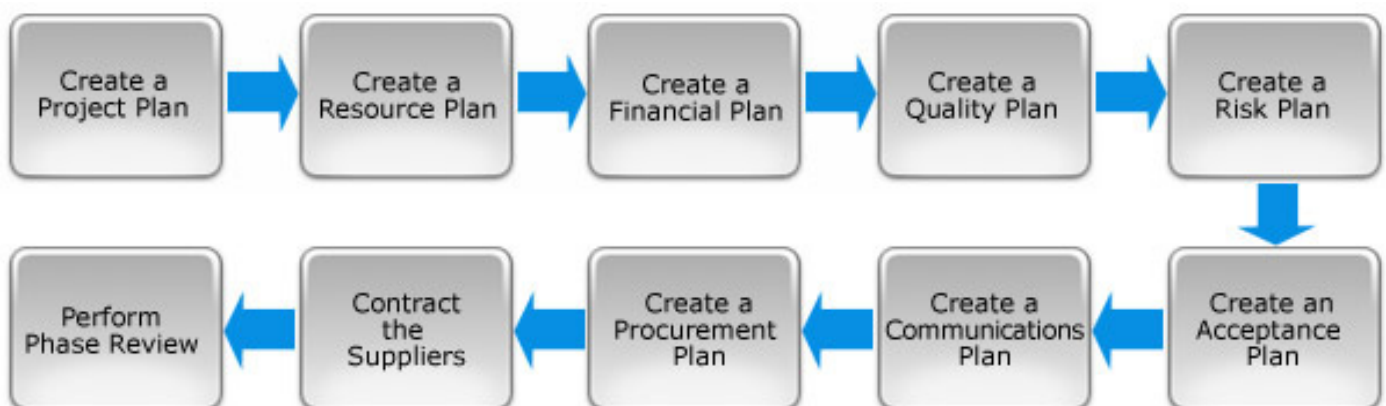 Create a
Project Plan
Create a
Resource Plan
Create a
Financial Plan
Create a
Quality Plan
Create a
Risk Plan
Create an
Acceptance
Plan
Create a
Communications
Plan
Create a
Procurement
Plan
Contract
the
Suppliers
Perform
Phase Review